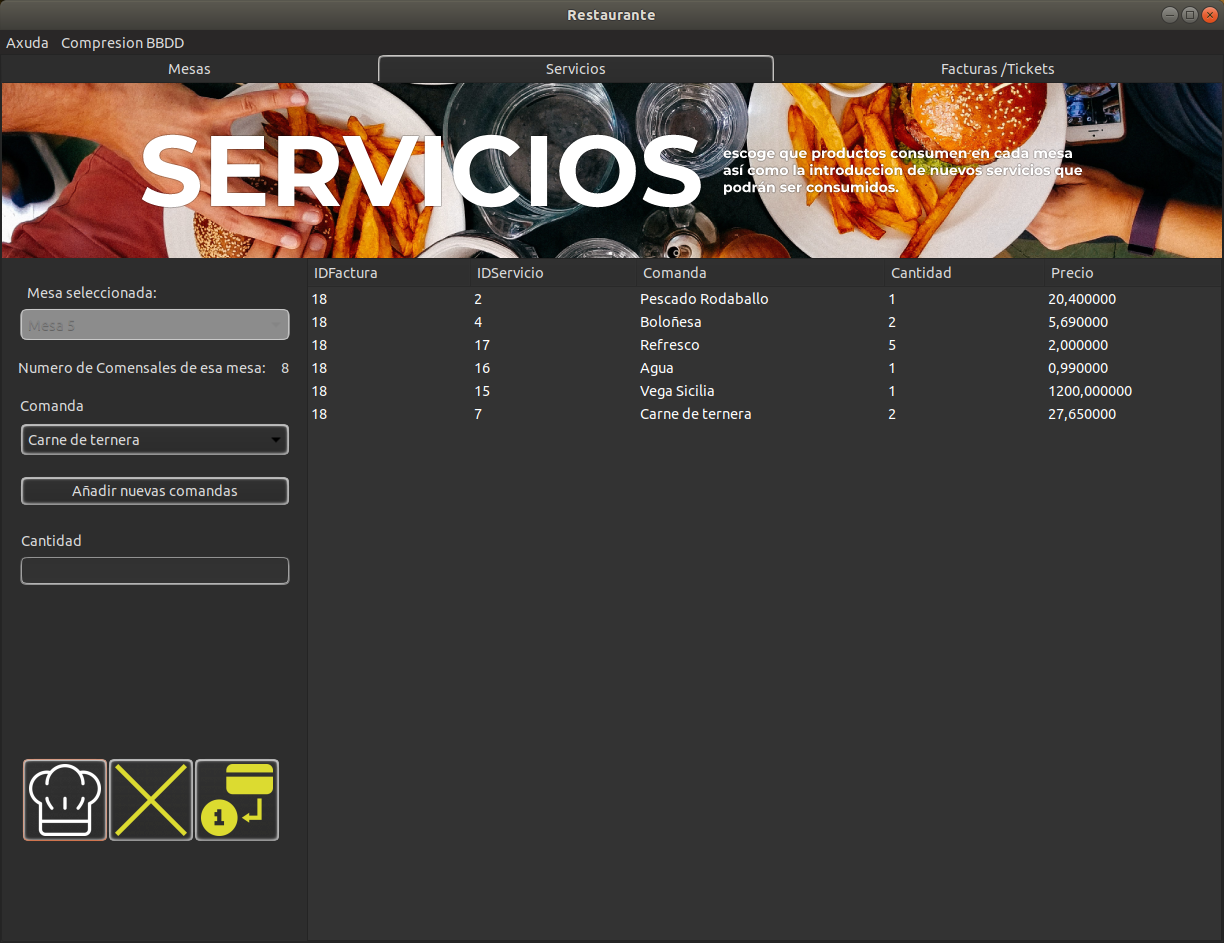 Restaurante
Axuda Compresion BBDD
Mesas Servicios Facturas /Tickets
SERVICIOS
escoge que productos consumen en cada mesa
así como la introduccion de nuevos servicios que
podrán ser consumidos.
Mesa seleccionada:
Mesa 5
Numero de Comensales de esa mesa: 8
Comanda
Carne de ternera
Añadir nuevas comandas
Cantidad
1
IDFactura IDServicio Comanda Cantidad Precio
18 2 Pescado Rodaballo 1 20,400000
18 4 Boloñesa 2 5,690000
18 17 Refresco 5 2,000000
18 16 Agua 1 0,990000
18 15 Vega Sicilia 1 1200,000000
18 7 Carne de ternera 2 27,650000